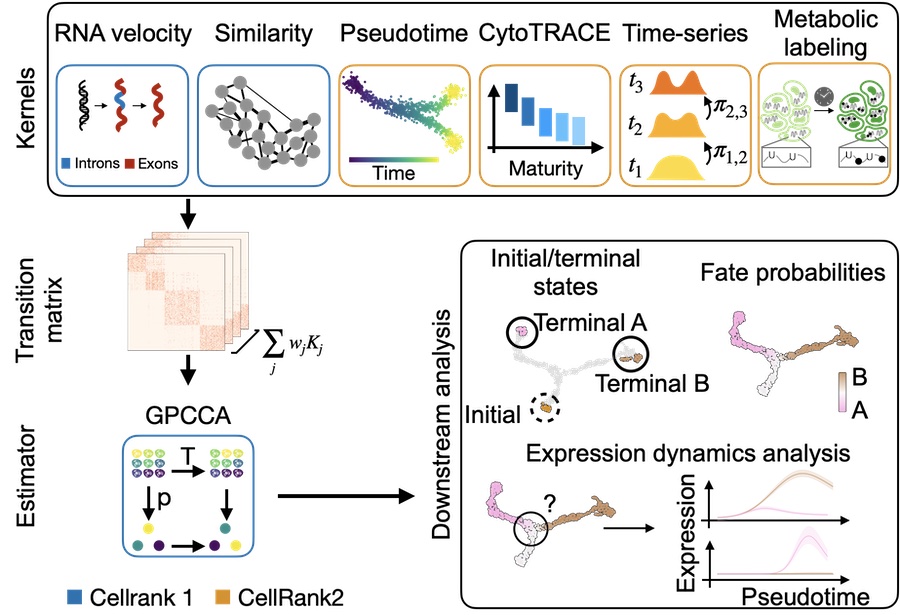 Kernels
RNA velocity
Similarity
Pseudotime
CytoTRACE
Time-series
Metabolic
labeling
Introns
Exons
Time
Maturity
t3
t2
t1
π2,3
π1,2
U
U
U
Transition
matrix
∑j wjKj
Estimator
GPCCA
T
p
Downstream analysis
Initial/terminal
states
Terminal A
Terminal B
Initial
Fate probabilities
B
A
Expression dynamics analysis
?
Expression
Pseudotime
Cellrank 1
CellRank2